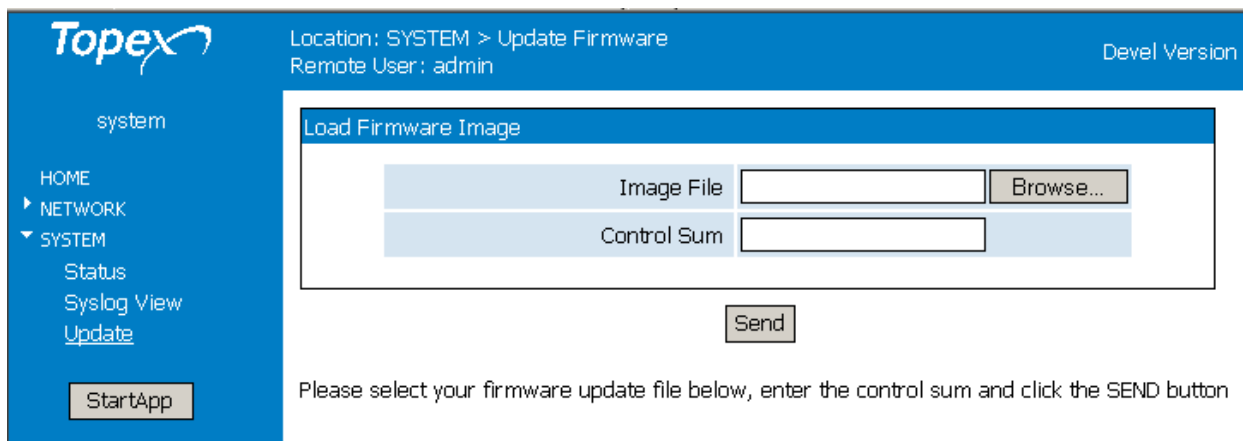 Topex
Location: SYSTEM > Update Firmware
Remote User: admin
Devel Version
system
HOME
NETWORK
SYSTEM
Status
Syslog View
Update
StartApp
Load Firmware Image
Image File
Browse...
Control Sum
Send
Please select your firmware update file below, enter the control sum and click the SEND button